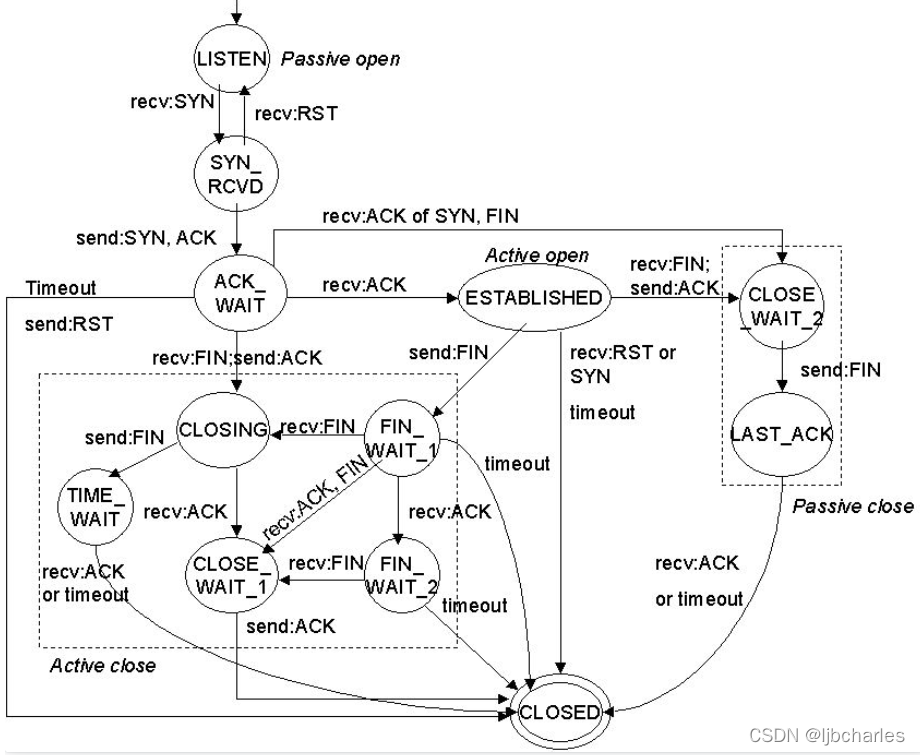 LISTEN
Passive open
recv:SYN
recv:RST
SYN_
RCVD
send:SYN, ACK
recv:ACK of SYN, FIN
Active open
ACK_
WAIT
recv:ACK
ESTABLISHED
recv:FIN;
send:ACK
CLOSE
_WAIT_2
Timeout
send:RST
recv:FIN;send:ACK
send:FIN
recv:RST or
SYN
timeout
send:FIN
CLOSING
recv:FIN
FIN_
WAIT_1
LAST_ACK
send:FIN
timeout
TIME_
WAIT
recv:ACK
recv:ACK, FIN
recv:ACK
Passive close
CLOSE_
WAIT_1
recv:FIN
FIN_
WAIT_2
recv:ACK
or timeout
recv:ACK
or timeout
timeout
send:ACK
Active close
CLOSED
CSDN @ljbcharles